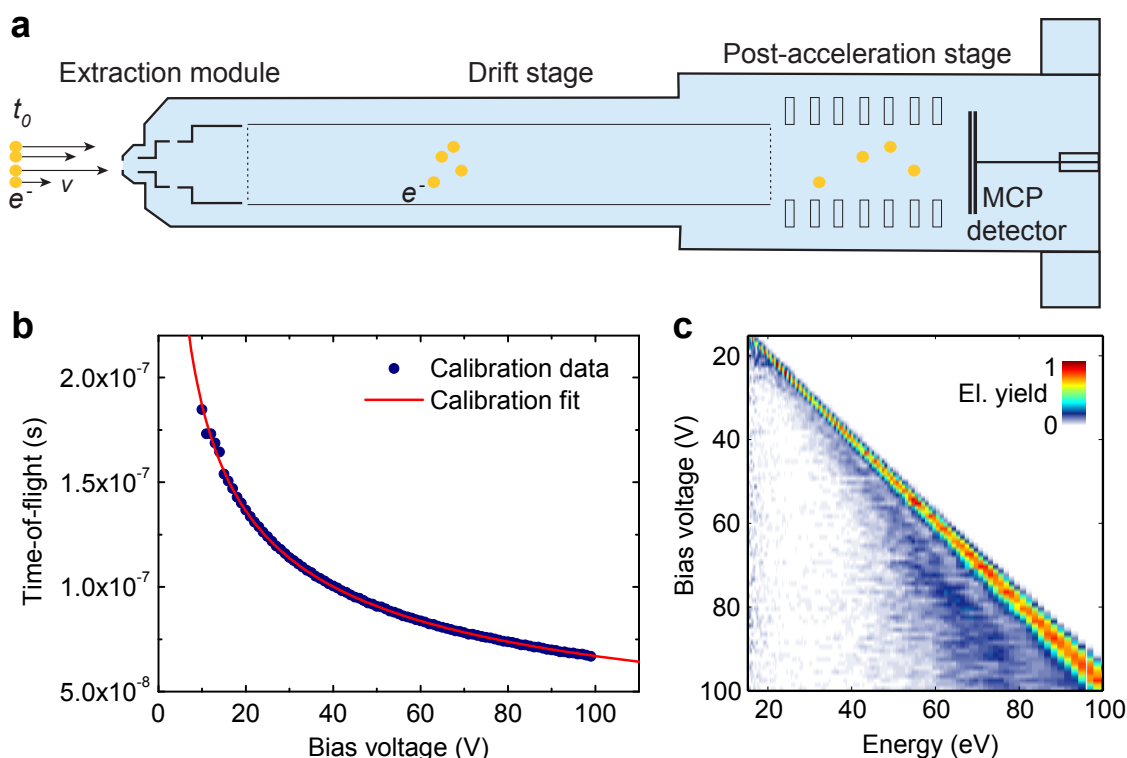 a
Extraction module
Drift stage
Post-acceleration stage
t0
e-
v
e-
MCP
detector
b
Time-of-flight (s)
2.0x10-7
1.5x10-7
1.0x10-7
5.0x10-8
Calibration data
Calibration fit
0 20 40 60 80 100
Bias voltage (V)
c
Bias voltage (V)
20
40
60
80
100
El. yield
1
0
20 40 60 80 100
Energy (eV)